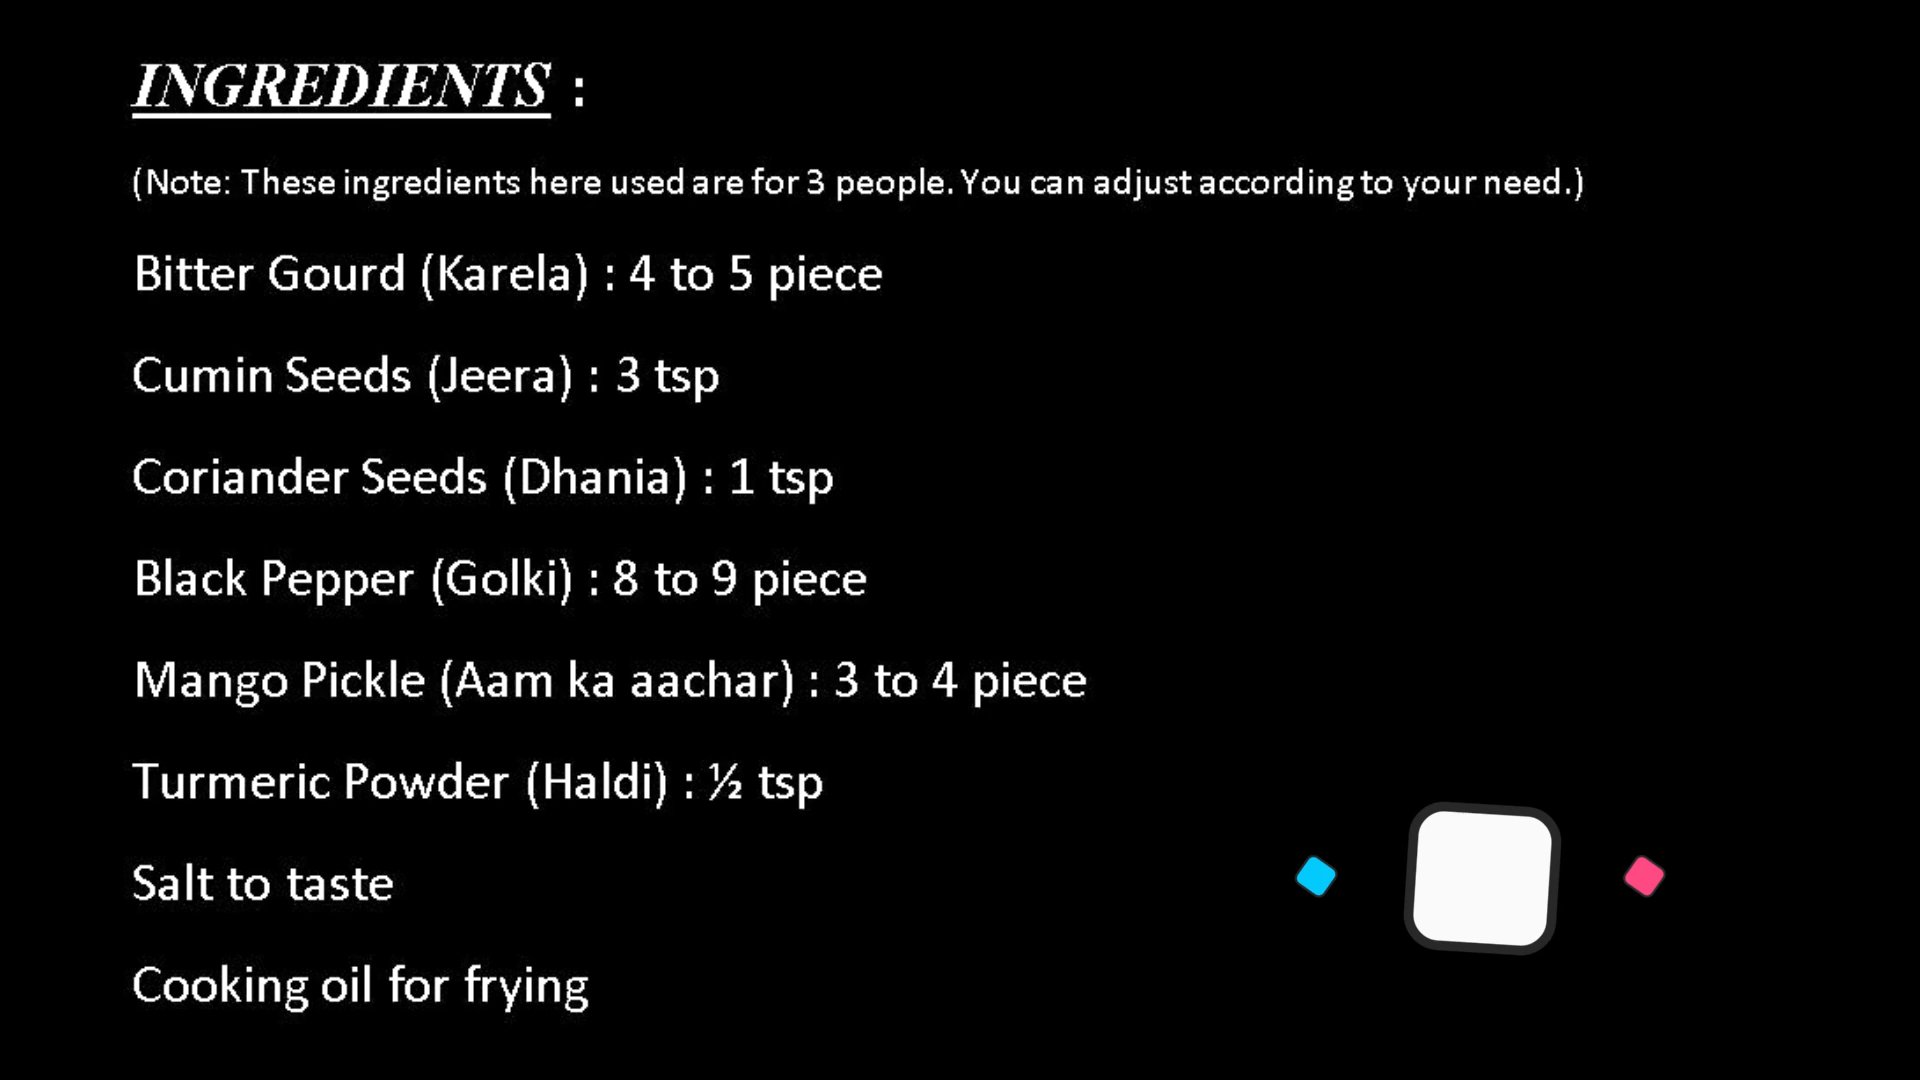 INGREDIENTS :
(Note: These ingredients here used are for 3 people. You can adjust according to your need.)
Bitter Gourd (Karela) : 4 to 5 piece
Cumin Seeds (Jeera) : 3 tsp
Coriander Seeds (Dhania) : 1 tsp
Black Pepper (Golki) : 8 to 9 piece
Mango Pickle (Aam ka aachar) : 3 to 4 piece
Turmeric Powder (Haldi) : ½ tsp
Salt to taste
Cooking oil for frying